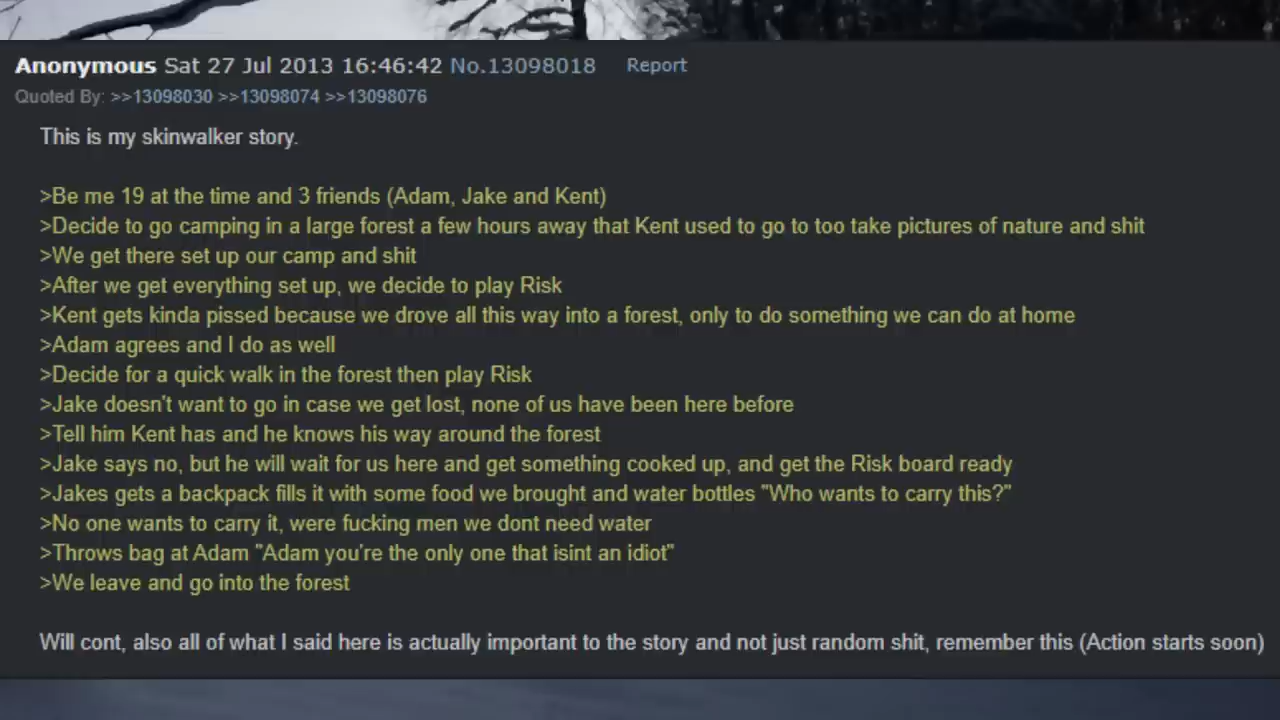 Anonymous Sat 27 Jul 2013 16:46:42 No.13098018 Report
Quoted By: >>13098030 >>13098074 >>13098076
This is my skinwalker story.
>Be me 19 at the time and 3 friends (Adam, Jake and Kent)
>Decide to go camping in a large forest a few hours away that Kent used to go to too take pictures of nature and shit
>We get there set up our camp and shit
>After we get everything set up, we decide to play Risk
>Kent gets kinda pissed because we drove all this way into a forest, only to do something we can do at home
>Adam agrees and I do as well
>Decide for a quick walk in the forest then play Risk
>Jake doesn't want to go in case we get lost, none of us have been here before
>Tell him Kent has and he knows his way around the forest
>Jake says no, but he will wait for us here and get something cooked up, and get the Risk board ready
>Jakes gets a backpack fills it with some food we brought and water bottles "Who wants to carry this?"
>No one wants to carry it, were fucking men we dont need water
>Throws bag at Adam "Adam you're the only one that isint an idiot"
>We leave and go into the forest
Will cont, also all of what I said here is actually important to the story and not just random shit, remember this (Action starts soon)